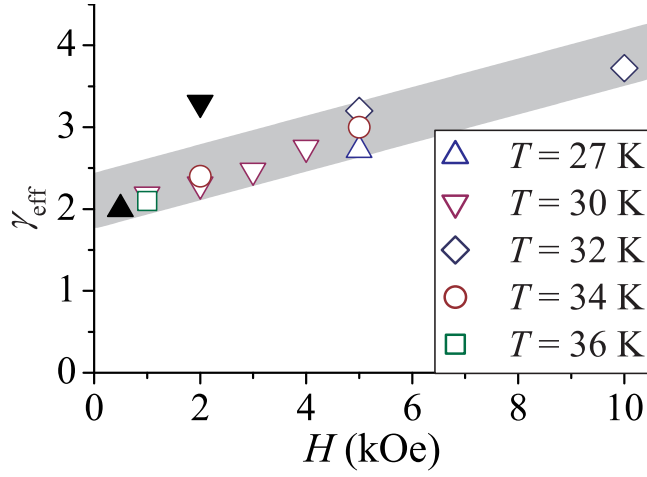 4
3
2
1
0
γeff
0
2
4
6
8
10
H (kOe)
T = 27 K
T = 30 K
T = 32 K
T = 34 K
T = 36 K